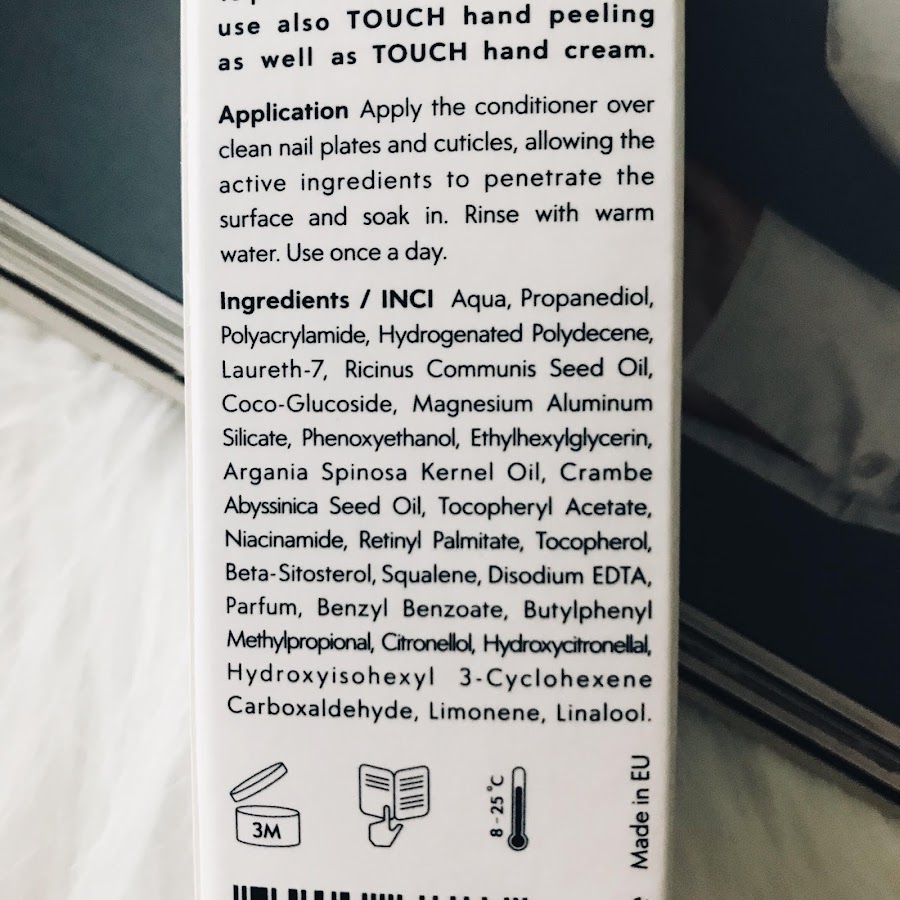 use also TOUCH hand peeling
as well as TOUCH hand cream.
Application Apply the conditioner over
clean nail plates and cuticles, allowing the
active ingredients to penetrate the
surface and soak in. Rinse with warm
water. Use once a day.
Ingredients / INCI Aqua, Propanediol,
Polyacrylamide, Hydrogenated Polydecene,
Laureth-7, Ricinus Communis Seed Oil,
Coco-Glucoside, Magnesium Aluminum
Silicate, Phenoxyethanol, Ethylhexylglycerin,
Argania Spinosa Kernel Oil, Crambe
Abyssinica Seed Oil, Tocopheryl Acetate,
Niacinamide, Retinyl Palmitate, Tocopherol,
Beta-Sitosterol, Squalene, Disodium EDTA,
Parfum, Benzyl Benzoate, Butylphenyl
Methylpropional, Citronellol, Hydroxycitronellal,
Hydroxyisohexyl 3-Cyclohexene
Carboxaldehyde, Limonene, Linalool.
3M
8 - 25 °C
Made in EU